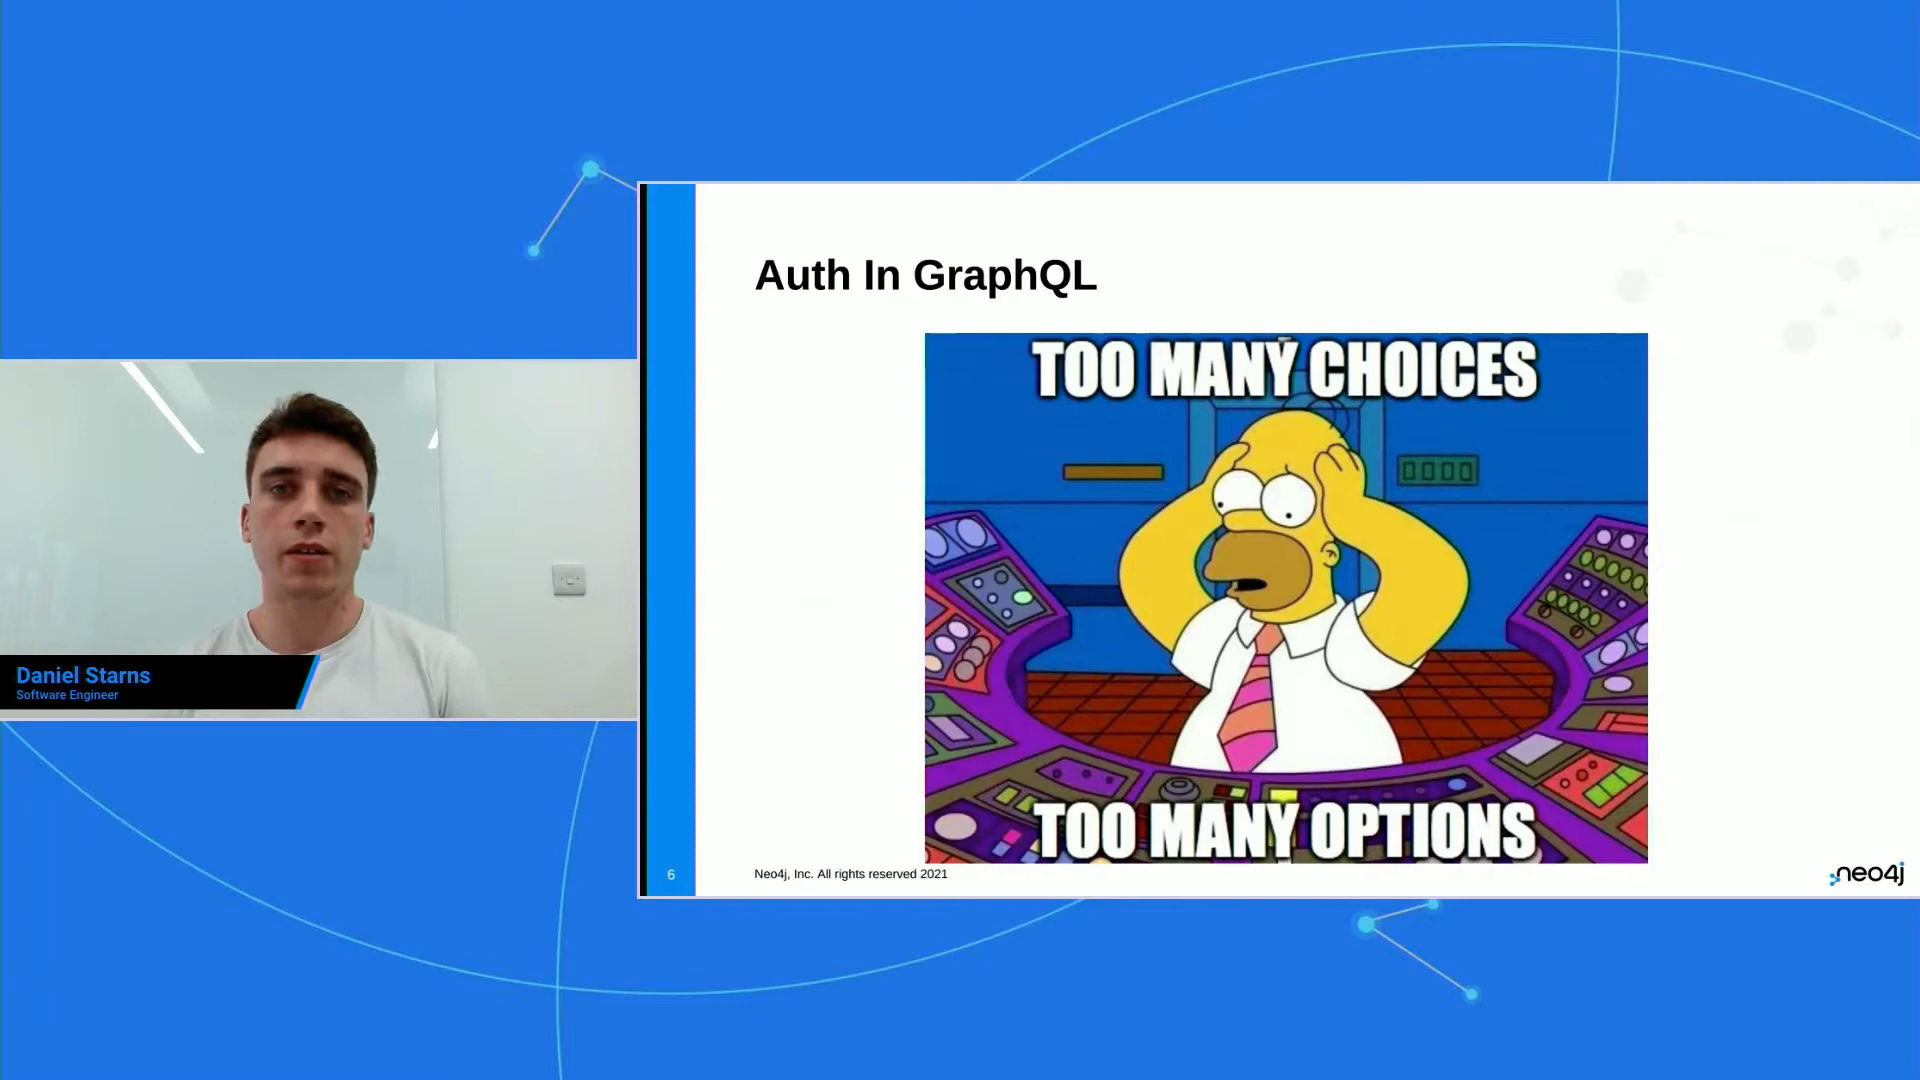 Auth In GraphQL
TOO MANY CHOICES
TOO MANY OPTIONS
Daniel Starns
Software Engineer
6
Neo4j, Inc. All rights reserved 2021
neo4j